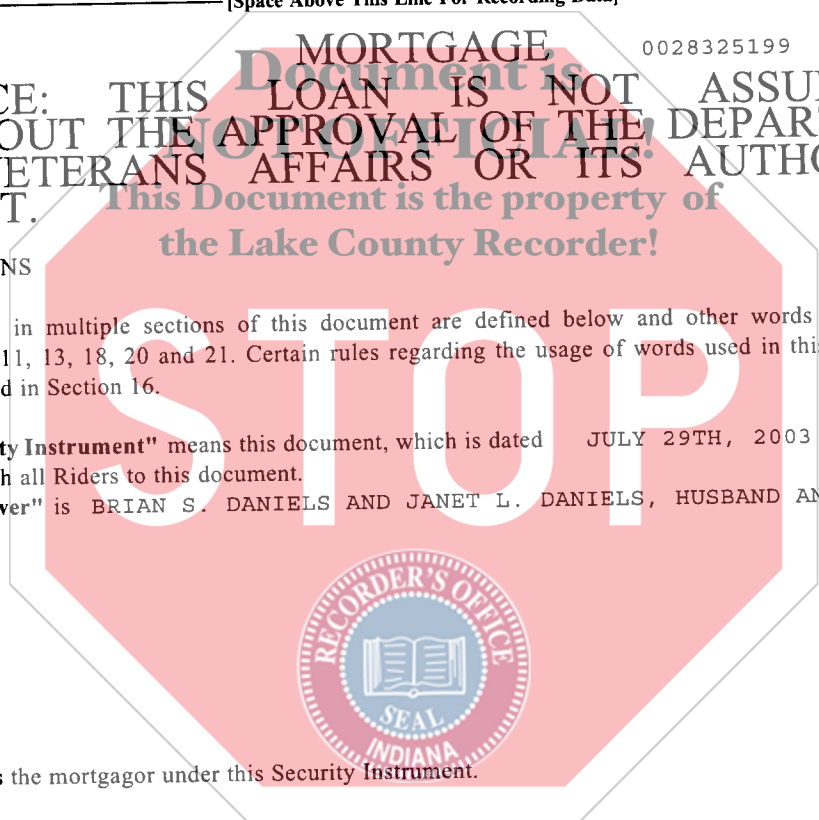 [Space Above This Line For Recording Data]
MORTGAGE 0028325199
CE: THIS LOAN IS NOT ASSU
OUT THE APPROVAL OF THE DEPAR
ETERANS AFFAIRS OR ITS AUTHO
T.
Document is
NOT OFFICIAL!
This Document is the property of
the Lake County Recorder!
NS
in multiple sections of this document are defined below and other words
11, 13, 18, 20 and 21. Certain rules regarding the usage of words used in this
d in Section 16.
ty Instrument" means this document, which is dated JULY 29TH, 2003
h all Riders to this document.
wer" is BRIAN S. DANIELS AND JANET L. DANIELS, HUSBAND AN
STOP
RECORDER'S OFFICE
SEAL
INDIANA
s the mortgagor under this Security Instrument.